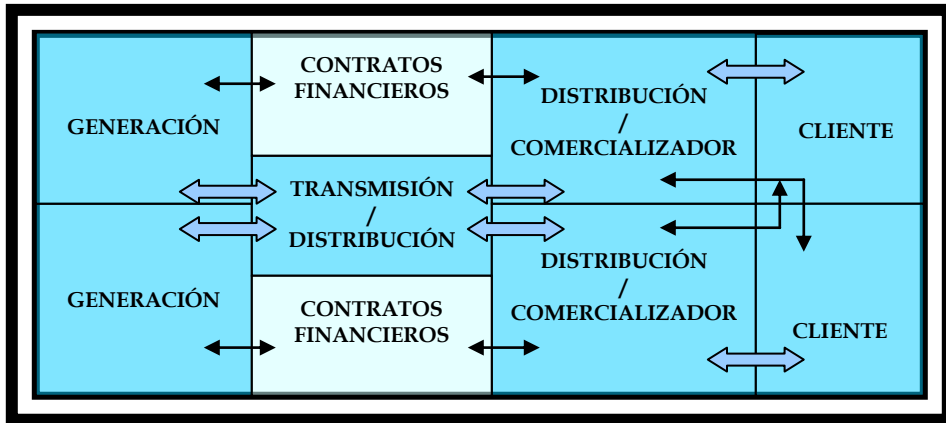 CONTRATOS
FINANCIEROS
GENERACIÓN
DISTRIBUCIÓN
/
COMERCIALIZADOR
CLIENTE
TRANSMISIÓN
/
DISTRIBUCIÓN
GENERACIÓN
CONTRATOS
FINANCIEROS
DISTRIBUCIÓN
/
COMERCIALIZADOR
CLIENTE